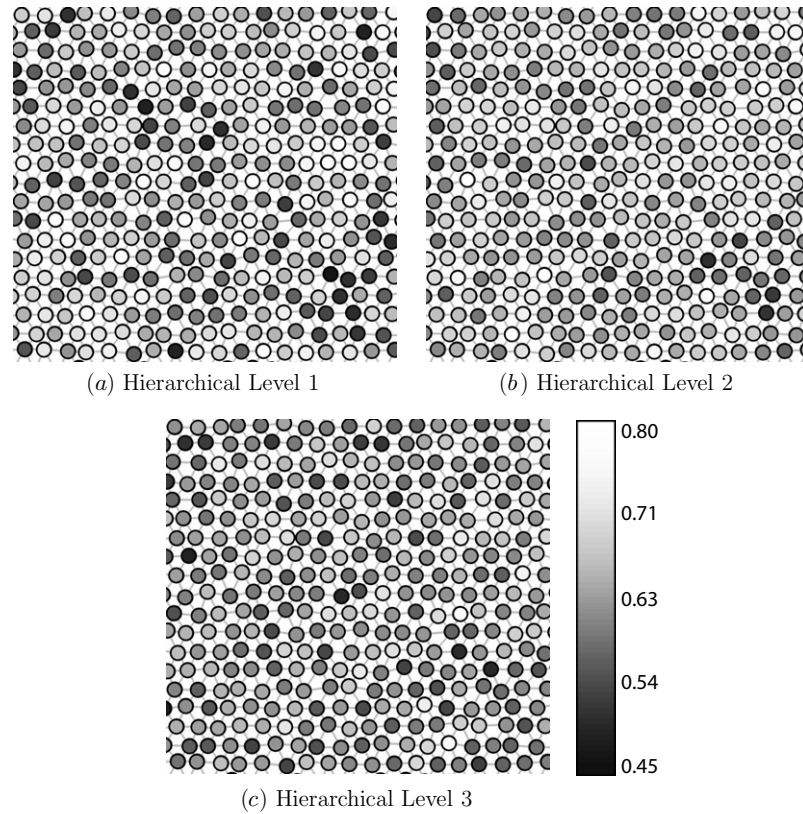 (a) Hierarchical Level 1
(b) Hierarchical Level 2
0.80
0.71
0.63
0.54
0.45
(c) Hierarchical Level 3